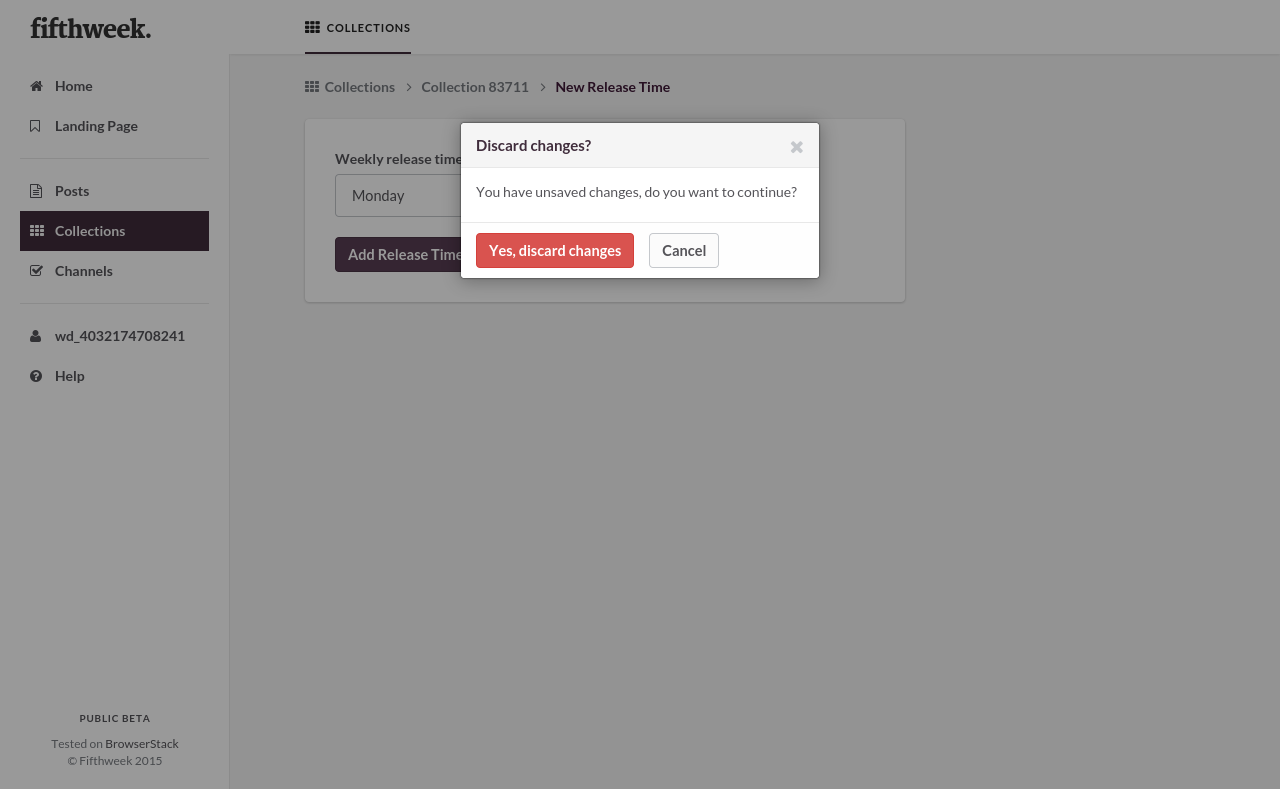 fifthweek.
COLLECTIONS
Home
Landing Page
Posts
Collections
Channels
wd_4032174708241
Help
PUBLIC BETA
Tested on BrowserStack
© Fifthweek 2015
Collections
Collection 83711
New Release Time
Weekly release time
Monday
Add Release Time
Discard changes?
You have unsaved changes, do you want to continue?
Yes, discard changes
Cancel